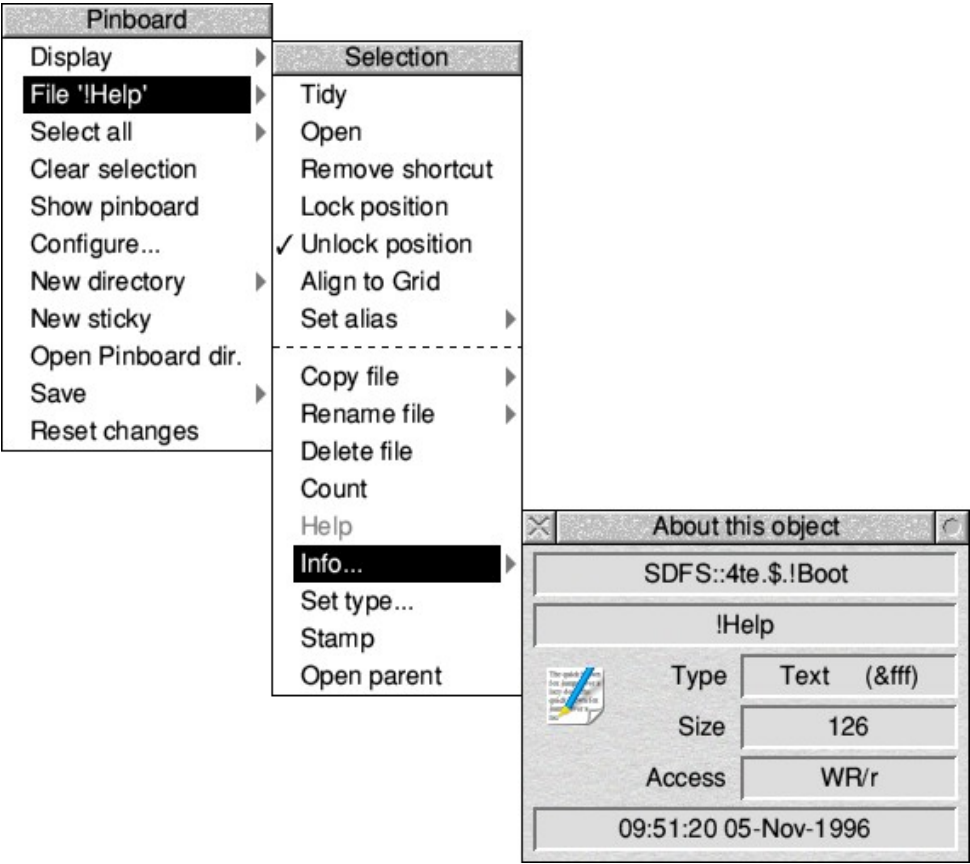 Pinboard
Display
File '!Help'
Select all
Clear selection
Show pinboard
Configure...
New directory
New sticky
Open Pinboard dir.
Save
Reset changes
Selection
Tidy
Open
Remove shortcut
Lock position
✓ Unlock position
Align to Grid
Set alias
Copy file
Rename file
Delete file
Count
Help
Info...
Set type...
Stamp
Open parent
About this object
SDFS::4te.$.!Boot
!Help
Type Text (&fff)
Size 126
Access WR/r
09:51:20 05-Nov-1996